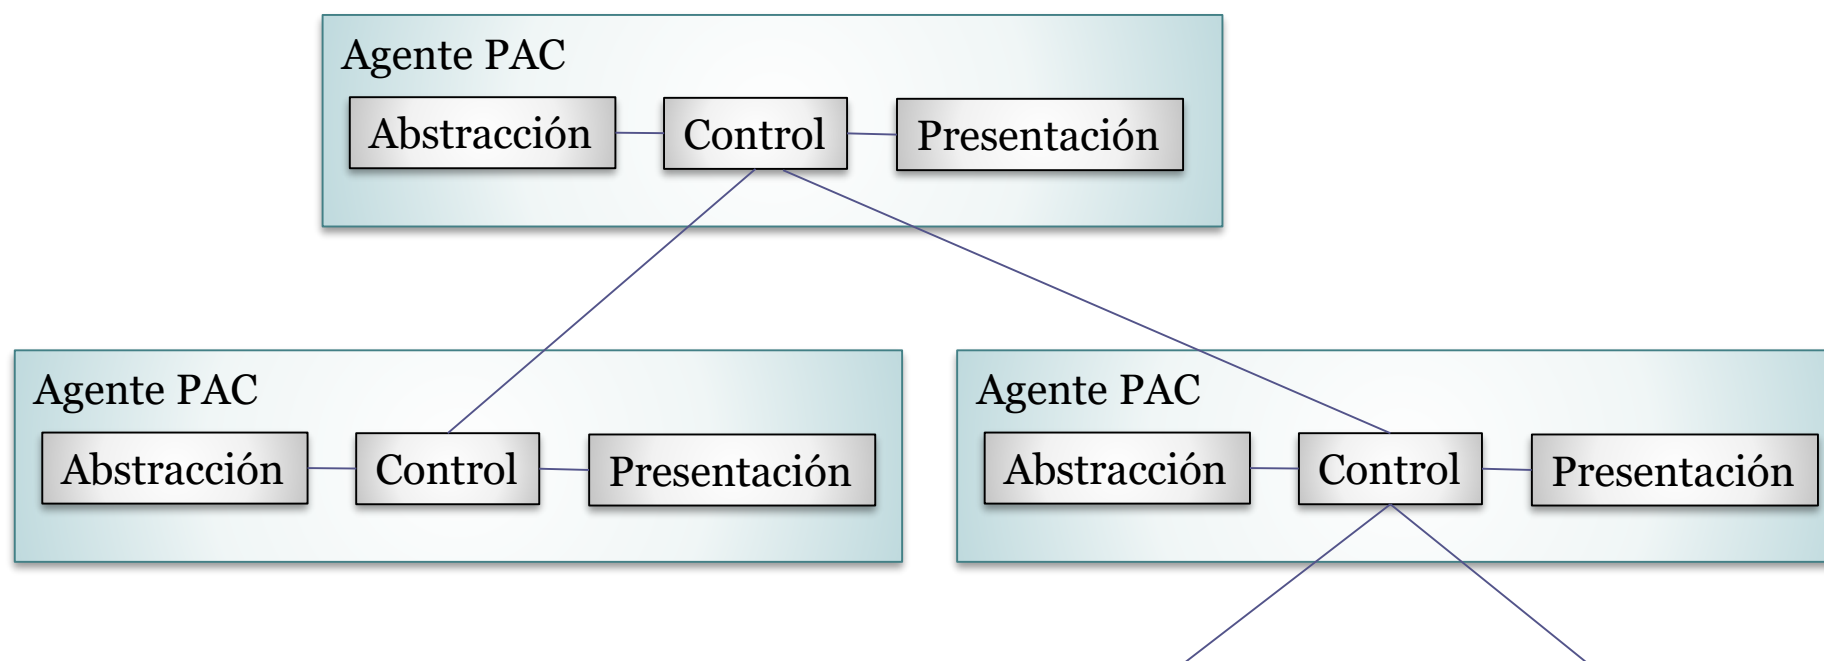 Agente PAC
Abstracción
Control
Presentación
Agente PAC
Abstracción
Control
Presentación
Agente PAC
Abstracción
Control
Presentación